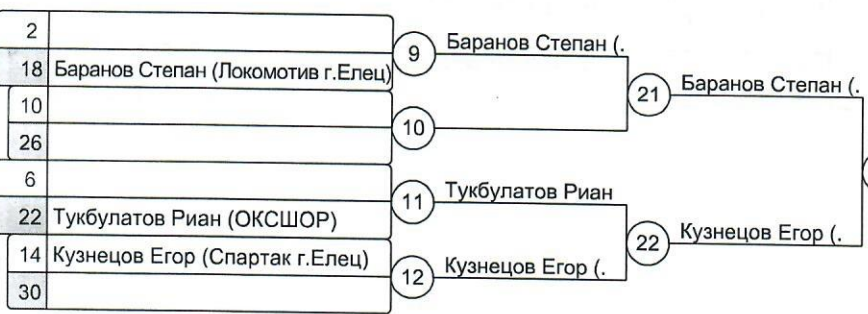 2
18 Баранов Степан (Локомотив г.Елец)
9
Баранов Степан (.
10
26
10
21
Баранов Степан (.
6
22 Тукбулатов Риан (ОКСШОР)
11
Тукбулатов Риан
14 Кузнецов Егор (Спартак г.Елец)
30
12
Кузнецов Егор (.
22
Кузнецов Егор (.